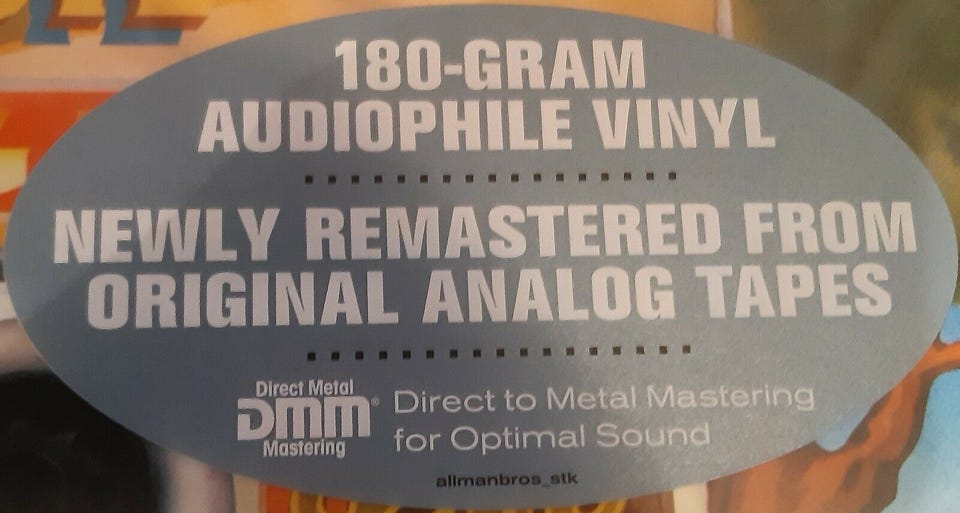 180-GRAM
AUDIOPHILE VINYL
NEWLY REMASTERED FROM
ORIGINAL ANALOG TAPES
Direct Metal
DMM®
Mastering
Direct to Metal Mastering
for Optimal Sound
allmanbros_stk